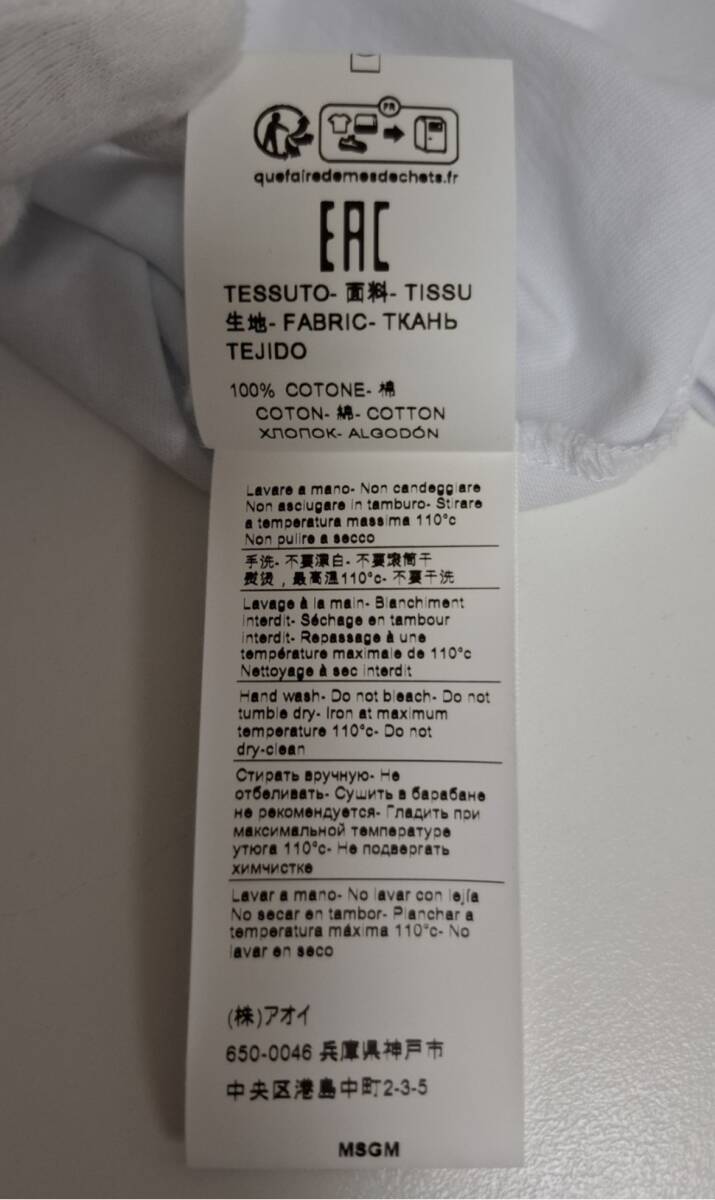 FR
quefairedemesdechets.fr
EAC
TESSUTO- 面料- TISSU
生地- FABRIC- ТКАНЬ
TEJIDO
100% COTONE- 棉
COTON- 綿- COTTON
ХЛОПОК- ALGODÓN
Lavare a mano- Non candeggiare
Non asciugare in tamburo- Stirare
a temperatura massima 110°c
Non pulire a secco
手洗- 不要漂白- 不要滚筒干
熨烫，最高温110°c- 不要干洗
Lavage à la main- Blanchiment
interdit- Séchage en tambour
interdit- Repassage à une
température maximale de 110°c
Nettoyage à sec interdit
Hand wash- Do not bleach- Do not
tumble dry- Iron at maximum
temperature 110°c- Do not
dry-clean
Стирать вручную- Не
отбеливать- Сушить в барабане
не рекомендуется- Гладить при
максимальной температуре
утюга 110°c- Не подвергать
химчистке
Lavar a mano- No lavar con lejía
No secar en tambor- Planchar a
temperatura máxima 110°c- No
lavar en seco
(株)アオイ
650-0046 兵庫県神戸市
中央区港島中町2-3-5
MSGM